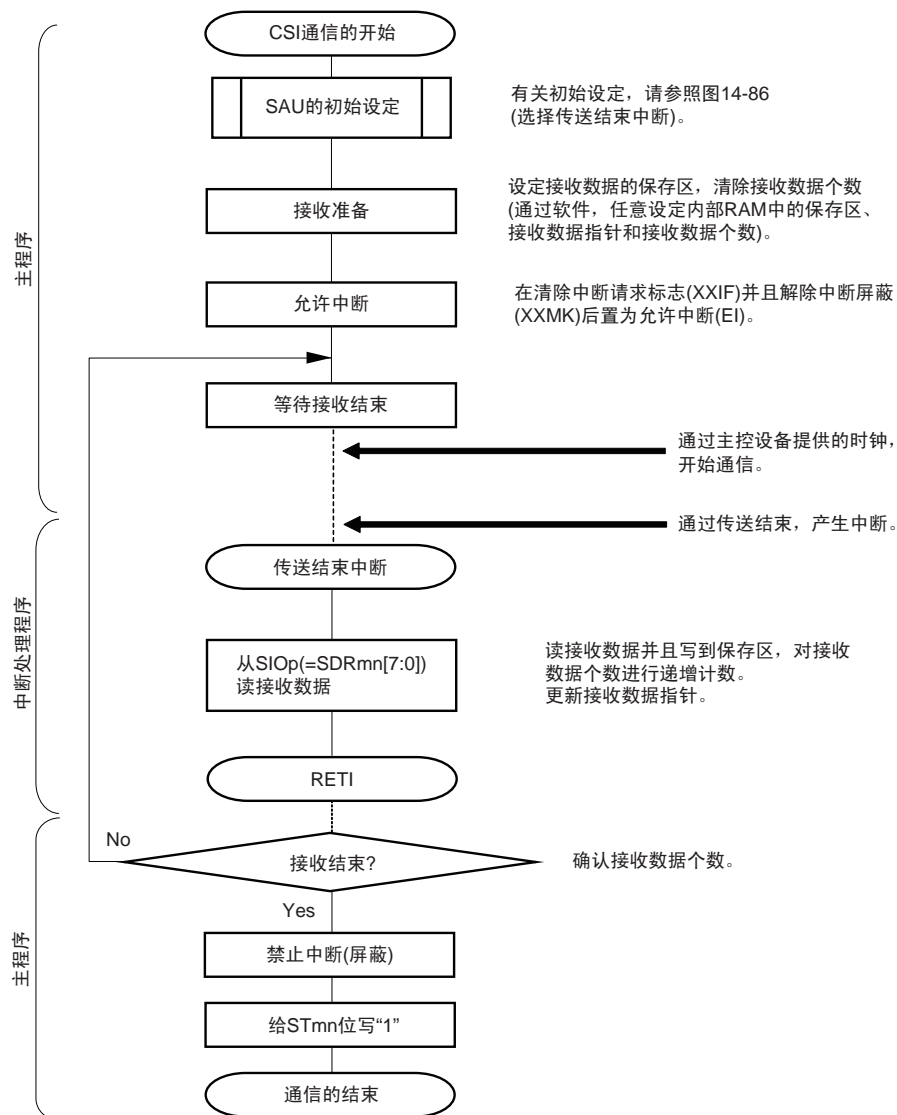 CSI通信的开始
SAU的初始设定
有关初始设定，请参照图14-86
(选择传送结束中断)。
主程序
接收准备
设定接收数据的保存区，清除接收数据个数
(通过软件，任意设定内部RAM中的保存区、
接收数据指针和接收数据个数)。
允许中断
在清除中断请求标志(XXIF)并且解除中断屏蔽
(XXMK)后置为允许中断(EI)。
等待接收结束
通过主控设备提供的时钟，
开始通信。
通过传送结束，产生中断。
传送结束中断
中断处理程序
从SIOp(=SDRmn[7:0])
读接收数据
读接收数据并且写到保存区，对接收
数据个数进行递增计数。
更新接收数据指针。
RETI
No
接收结束?
确认接收数据个数。
Yes
主程序
禁止中断(屏蔽)
给STmn位写“1”
通信的结束